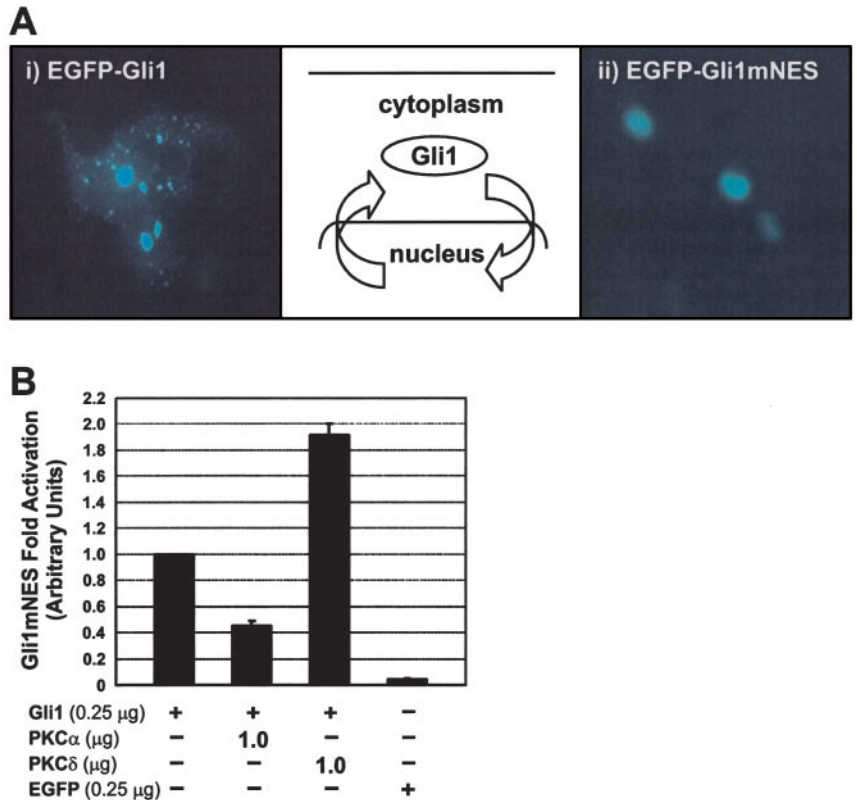 A
i) EGFP-Gli1
cytoplasm
Gli1
nucleus
ii) EGFP-Gli1mNES
B
Gli1mNES Fold Activation
(Arbitrary Units)
2.2
2.0
1.8
1.6
1.4
1.2
1.0
0.8
0.6
0.4
0.2
0
Gli1 (0.25 µg) + + + −
PKCα (µg) − 1.0 − −
PKCδ (µg) − − 1.0 −
EGFP (0.25 µg) − − − +